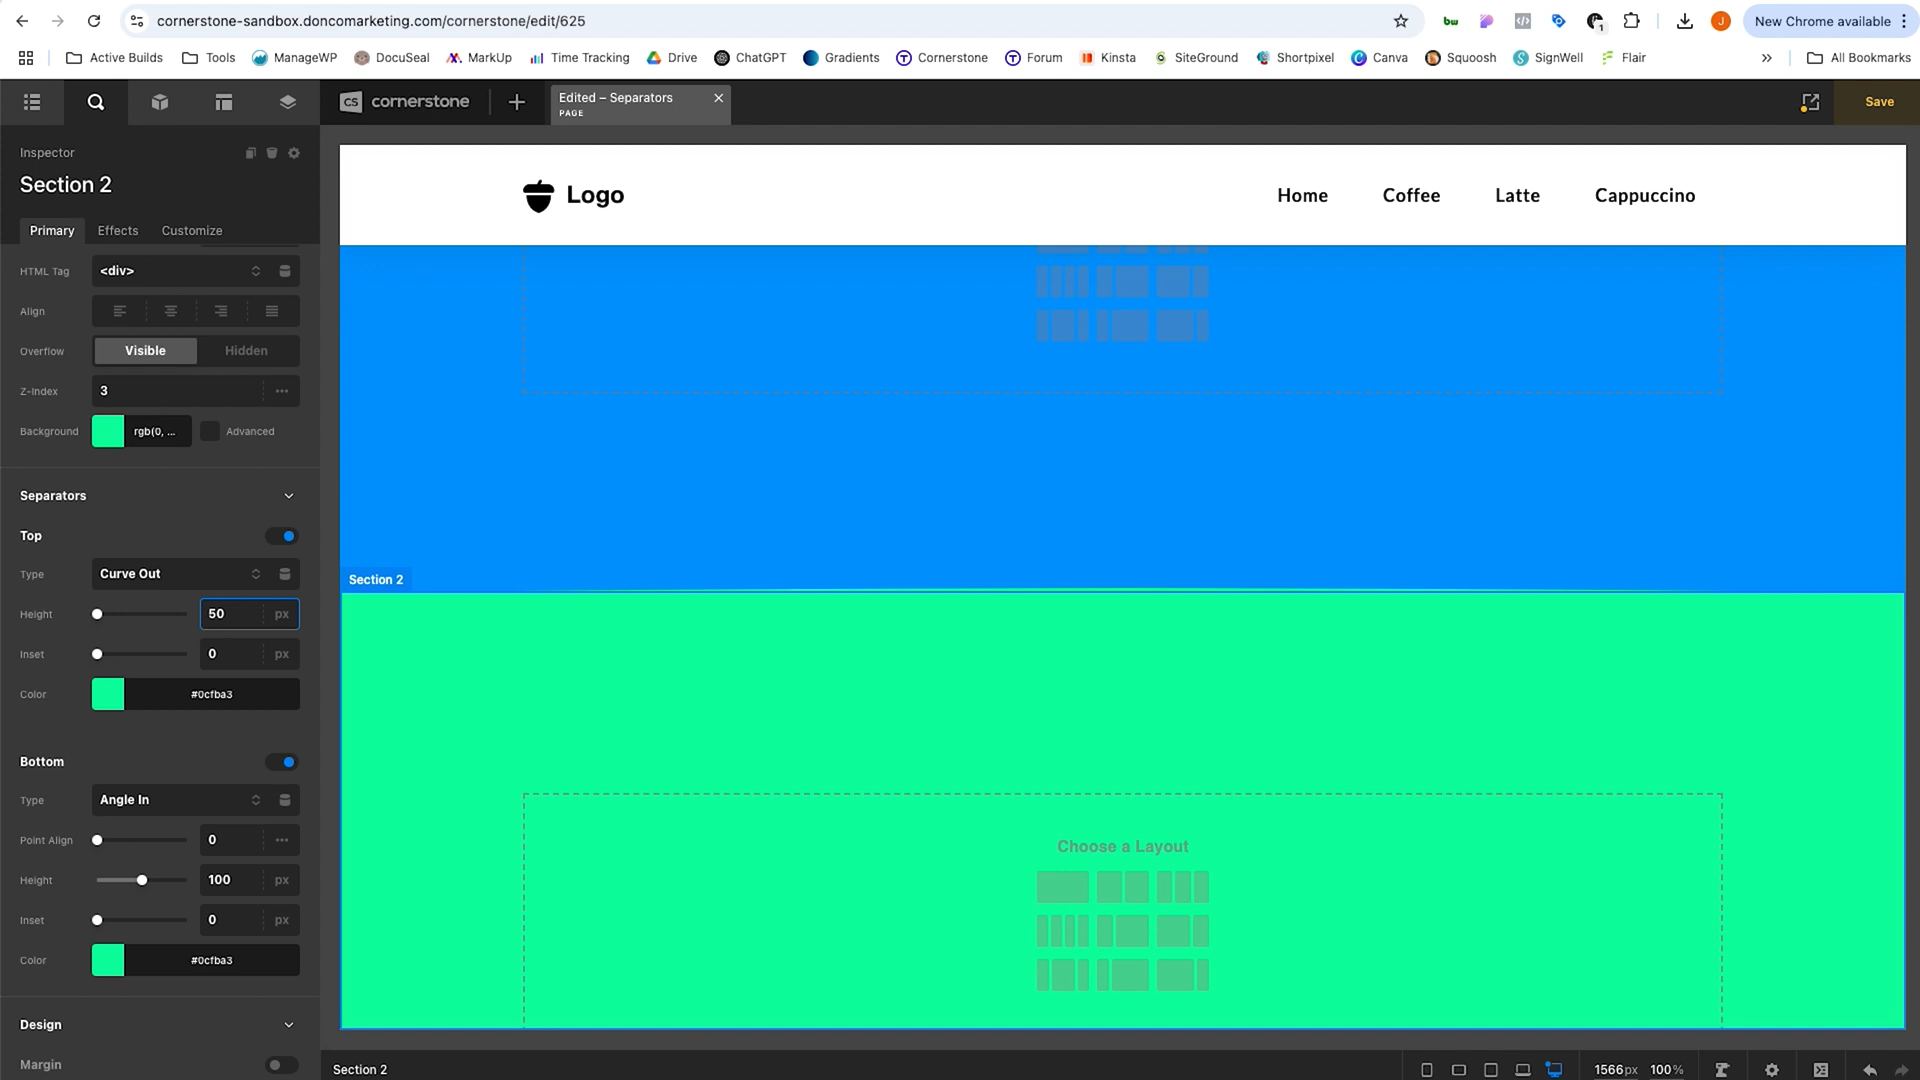 cornerstone-sandbox.doncomarketing.com/cornerstone/edit/625
bw
1
J
New Chrome available
Active Builds
Tools
ManageWP
DocuSeal
MarkUp
Time Tracking
Drive
ChatGPT
Gradients
Cornerstone
Forum
Kinsta
SiteGround
Shortpixel
Canva
Squoosh
SignWell
Flair
All Bookmarks
CS cornerstone
Edited – Separators
PAGE
Save
Inspector
Section 2
Primary
Effects
Customize
HTML Tag
<div>
Align
Overflow
Visible
Hidden
Z-Index
3
Background
rgb(0, ...
Advanced
Separators
Top
Type
Curve Out
Height
50
px
Inset
0
px
Color
#0cfba3
Bottom
Type
Angle In
Point Align
0
Height
100
px
Inset
0
px
Color
#0cfba3
Design
Margin
Logo
Home
Coffee
Latte
Cappuccino
Section 2
Choose a Layout
Section 2
1566px
100%